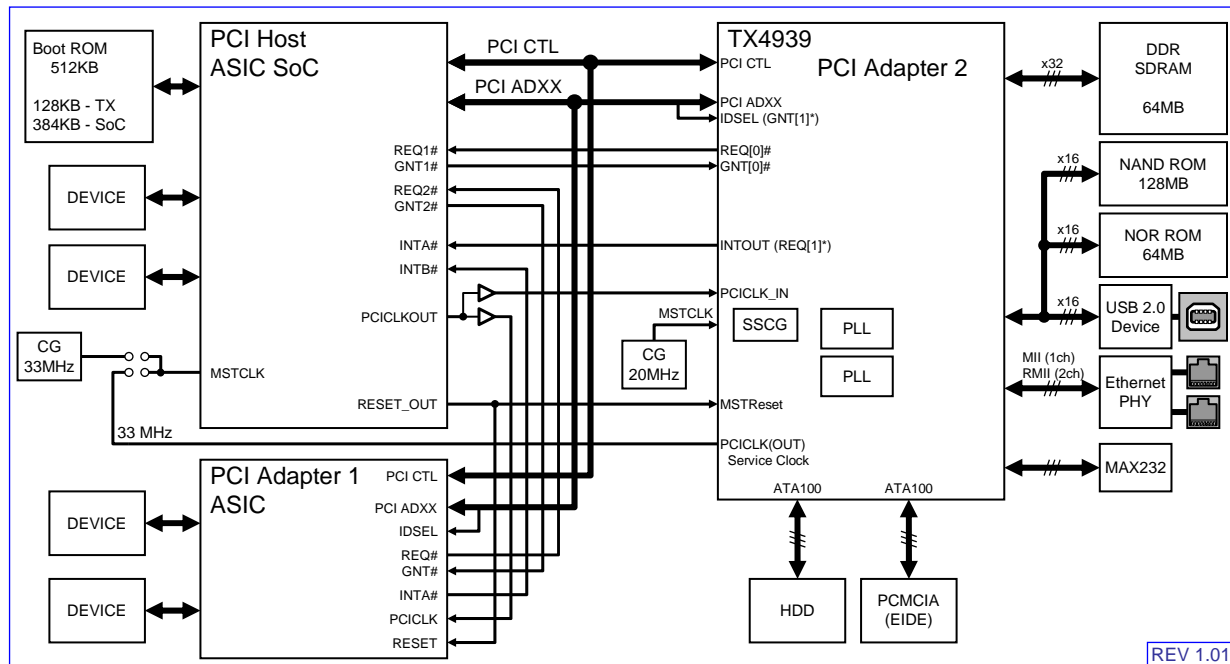 Boot ROM
512KB
128KB - TX
384KB - SoC
DEVICE
DEVICE
CG
33MHz
PCI Host
ASIC SoC
REQ1#
GNT1#
REQ2#
GNT2#
INTA#
INTB#
PCICLKOUT
MSTCLK
RESET_OUT
33 MHz
PCI CTL
PCI ADXX
TX4939
PCI Adapter 2
PCI CTL
PCI ADXX
IDSEL (GNT[1]*)
REQ[0]#
GNT[0]#
INTOUT (REQ[1]*)
PCICLK_IN
MSTCLK
SSCG
PLL
CG
20MHz
PLL
MSTReset
PCICLK(OUT)
Service Clock
ATA100
ATA100
x32
DDR
SDRAM
64MB
x16
NAND ROM
128MB
x16
NOR ROM
64MB
x16
USB 2.0
Device
MII (1ch)
RMII (2ch)
Ethernet
PHY
MAX232
HDD
PCMCIA
(EIDE)
PCI Adapter 1
ASIC
PCI CTL
PCI ADXX
IDSEL
REQ#
GNT#
INTA#
PCICLK
RESET
DEVICE
DEVICE
REV 1.01